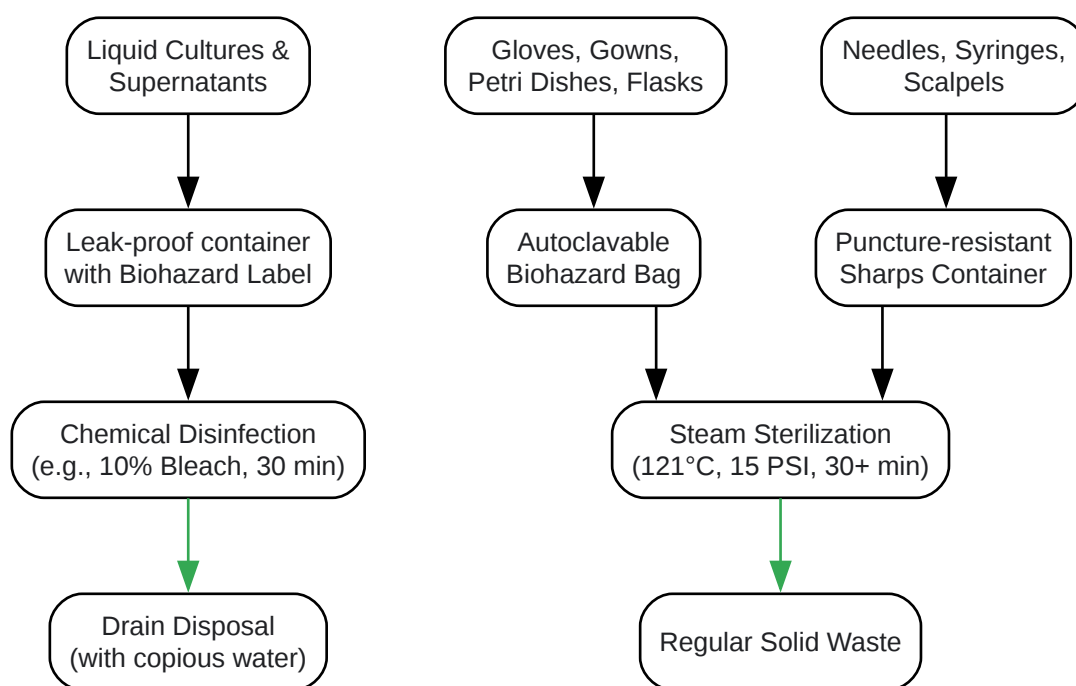 Liquid Cultures &
Supernatants
Gloves, Gowns,
Petri Dishes, Flasks
Needles, Syringes,
Scalpels
Leak-proof container
with Biohazard Label
Autoclavable
Biohazard Bag
Puncture-resistant
Sharps Container
Chemical Disinfection
(e.g., 10% Bleach, 30 min)
Steam Sterilization
(121°C, 15 PSI, 30+ min)
Drain Disposal
(with copious water)
Regular Solid Waste